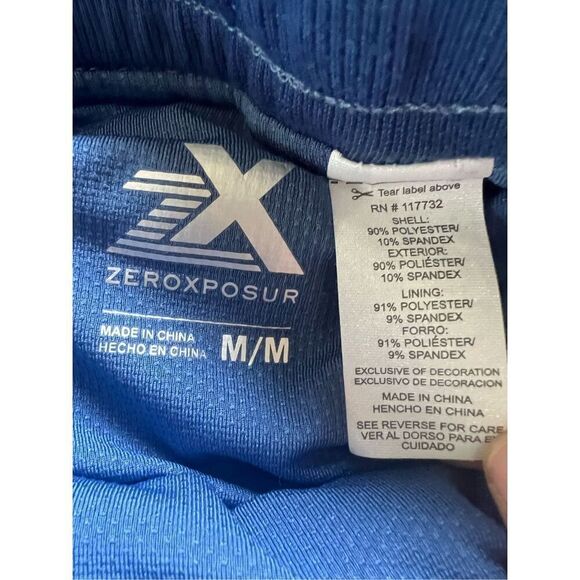 ZX
ZEROXPOSUR
MADE IN CHINA
HECHO EN CHINA
M/M
Tear label above
RN # 117732
SHELL:
90% POLYESTER/
10% SPANDEX
EXTERIOR:
90% POLIÉSTER/
10% SPANDEX
LINING:
91% POLYESTER/
9% SPANDEX
FORRO:
91% POLIÉSTER/
9% SPANDEX
EXCLUSIVE OF DECORATION
EXCLUSIVO DE DECORACION
MADE IN CHINA
HENCHO EN CHINA
SEE REVERSE FOR CARE
VER AL DORSO PARA EL
CUIDADO